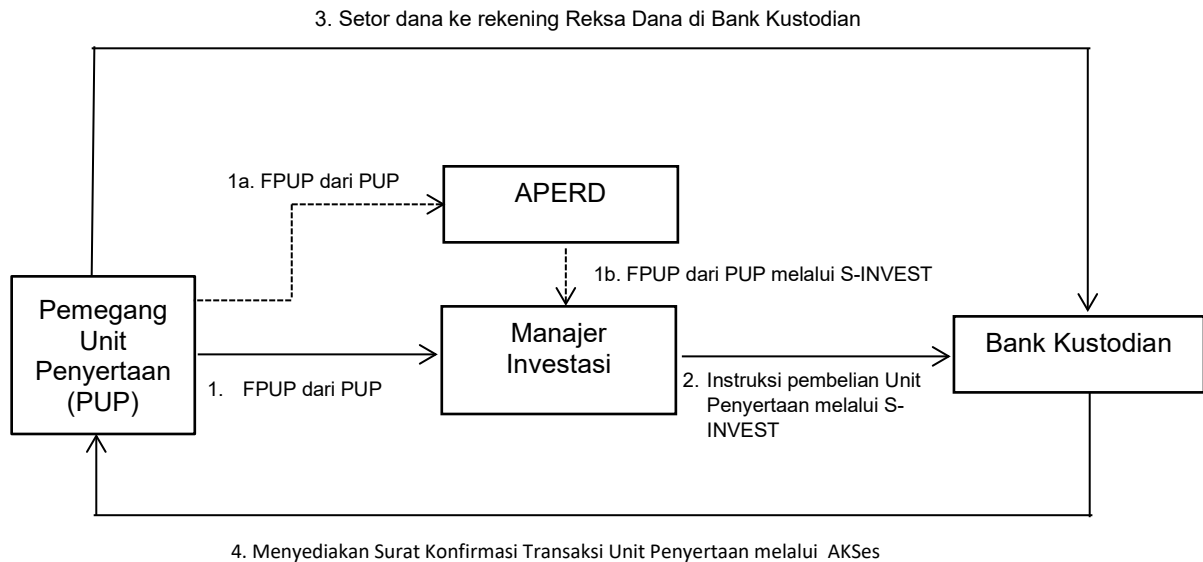 3. Setor dana ke rekening Reksa Dana di Bank Kustodian
1a. FPUP dari PUP
APERD
1b. FPUP dari PUP melalui S-INVEST
Pemegang
Unit
Penyertaan
(PUP)
1. FPUP dari PUP
Manajer
Investasi
2. Instruksi pembelian Unit
Penyertaan melalui S-
INVEST
Bank Kustodian
4. Menyediakan Surat Konfirmasi Transaksi Unit Penyertaan melalui AKSes